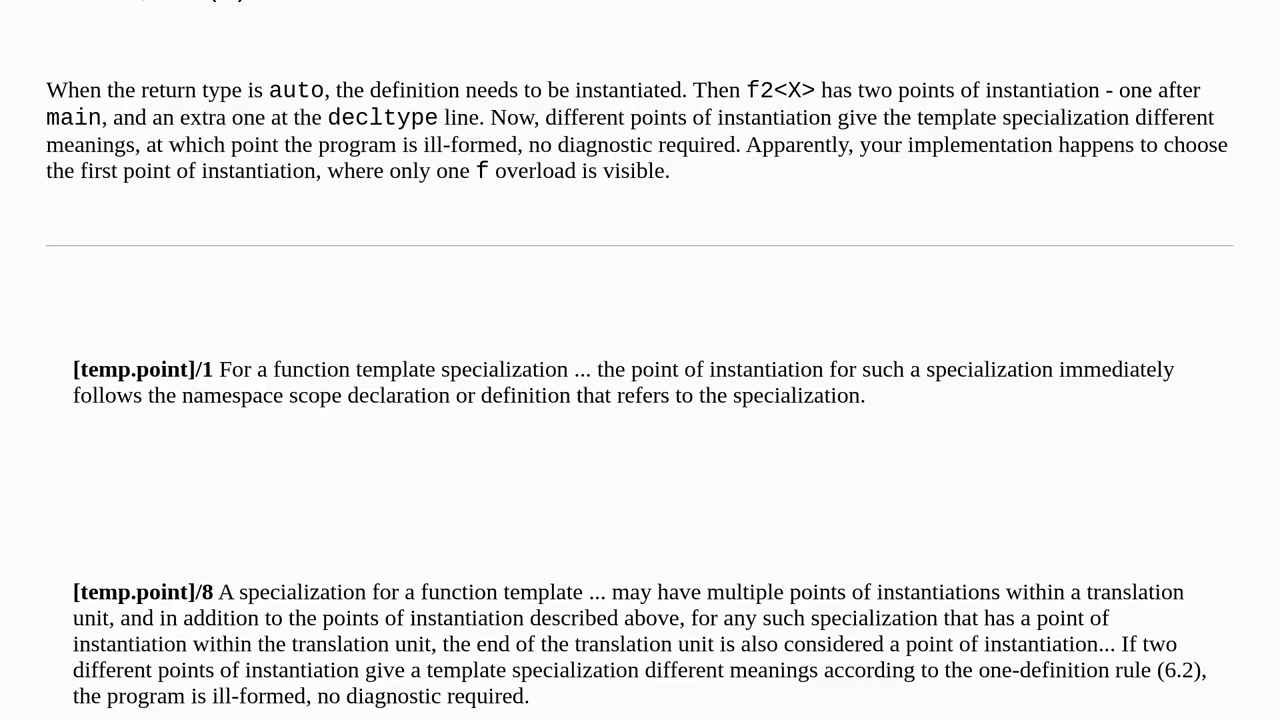 When the return type is auto, the definition needs to be instantiated. Then f2<X> has two points of instantiation - one after
main, and an extra one at the decltype line. Now, different points of instantiation give the template specialization different
meanings, at which point the program is ill-formed, no diagnostic required. Apparently, your implementation happens to choose
the first point of instantiation, where only one f overload is visible.
[temp.point]/1 For a function template specialization ... the point of instantiation for such a specialization immediately
follows the namespace scope declaration or definition that refers to the specialization.
[temp.point]/8 A specialization for a function template ... may have multiple points of instantiations within a translation
unit, and in addition to the points of instantiation described above, for any such specialization that has a point of
instantiation within the translation unit, the end of the translation unit is also considered a point of instantiation... If two
different points of instantiation give a template specialization different meanings according to the one-definition rule (6.2),
the program is ill-formed, no diagnostic required.